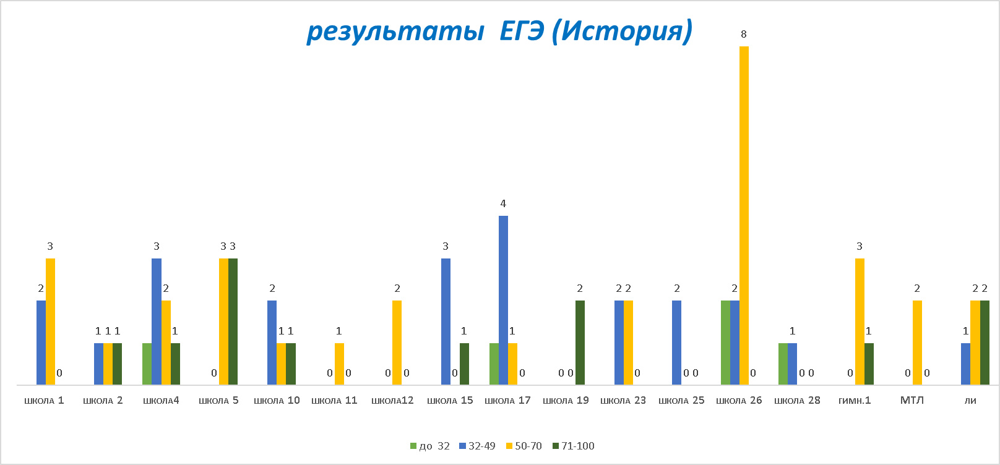 результаты  ЕГЭ (История)
8
4
3 3 3 3 3 3
2 2 2 2 2 2 2 2 2 2 2 2
1 1 1 1 1 1 1 1 1 1 1 1
0 0 0 0 0 0 0 0 0 0 0 0 0 0 0 0 0 0 0
школа 1 школа 2 школа4 школа 5 школа 10 школа 11 школа12 школа 15 школа 17 школа 19 школа 23 школа 25 школа 26 школа 28 гимн.1 МТЛ ли
до  32 32-49 50-70 71-100